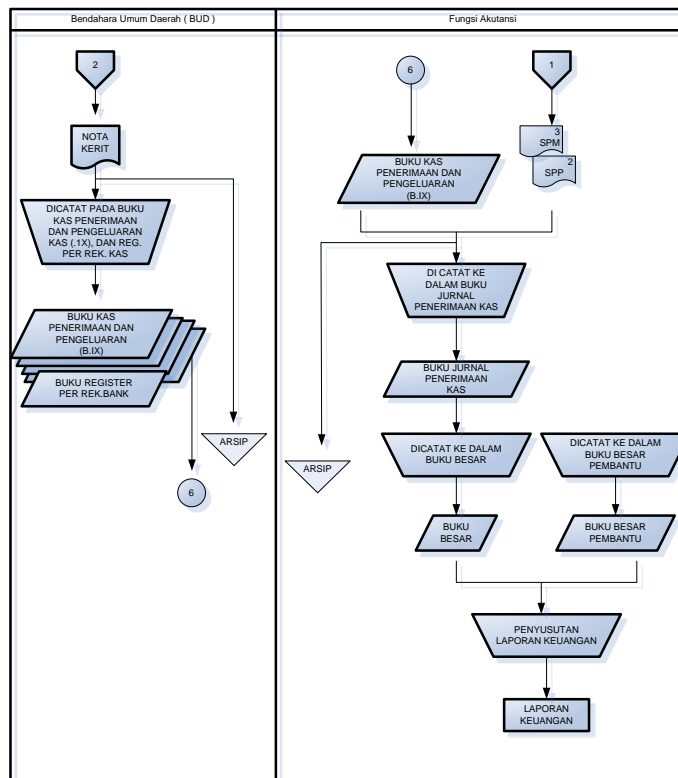 Bendahara Umum Daerah ( BUD )
2
NOTA
KERIT
DICATAT PADA BUKU
KAS PENERIMAAN
DAN PENGELUARAN
KAS (.1X), DAN REG.
PER REK. KAS
BUKU KAS
PENERIMAAN DAN
PENGELUARAN
(B.IX)
BUKU REGISTER
PER REK.BANK
ARSIP
6
Fungsi Akutansi
6
1
3
SPM
2
SPP
BUKU KAS
PENERIMAAN DAN
PENGELUARAN
(B.IX)
DI CATAT KE
DALAM BUKU
JURNAL
PENERIMAAN KAS
BUKU JURNAL
PENERIMAAN
KAS
ARSIP
DICATAT KE DALAM
BUKU BESAR
DICATAT KE DALAM
BUKU BESAR
PEMBANTU
BUKU
BESAR
BUKU BESAR
PEMBANTU
PENYUSUTAN
LAPORAN KEUANGAN
LAPORAN
KEUANGAN